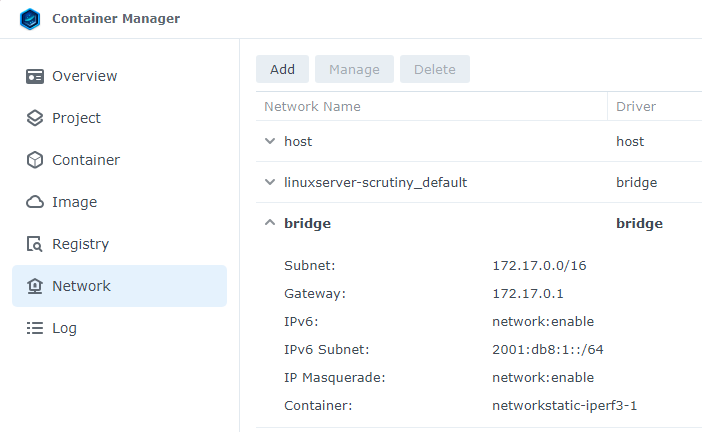 Container Manager
Overview
Project
Container
Image
Registry
Network
Log
Add Manage Delete
Network Name Driver
host host
linuxserver-scrutiny_default bridge
bridge bridge
Subnet: 172.17.0.0/16
Gateway: 172.17.0.1
IPv6: network:enable
IPv6 Subnet: 2001:db8:1::/64
IP Masquerade: network:enable
Container: networkstatic-iperf3-1